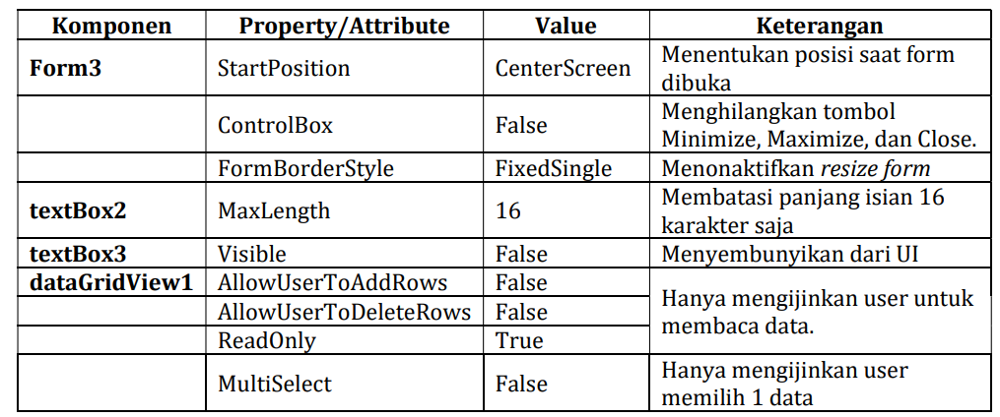 Komponen Property/Attribute Value Keterangan
Form3 StartPosition CenterScreen Menentukan posisi saat form
dibuka
ControlBox False Menghilangkan tombol
Minimize, Maximize, dan Close.
FormBorderStyle FixedSingle Menonaktifkan resize form
textBox2 MaxLength 16 Membatasi panjang isian 16
karakter saja
textBox3 Visible False Menyembunyikan dari UI
dataGridView1 AllowUserToAddRows False Hanya mengijinkan user untuk
membaca data.
AllowUserToDeleteRows False
ReadOnly True
MultiSelect False Hanya mengijinkan user
memilih 1 data